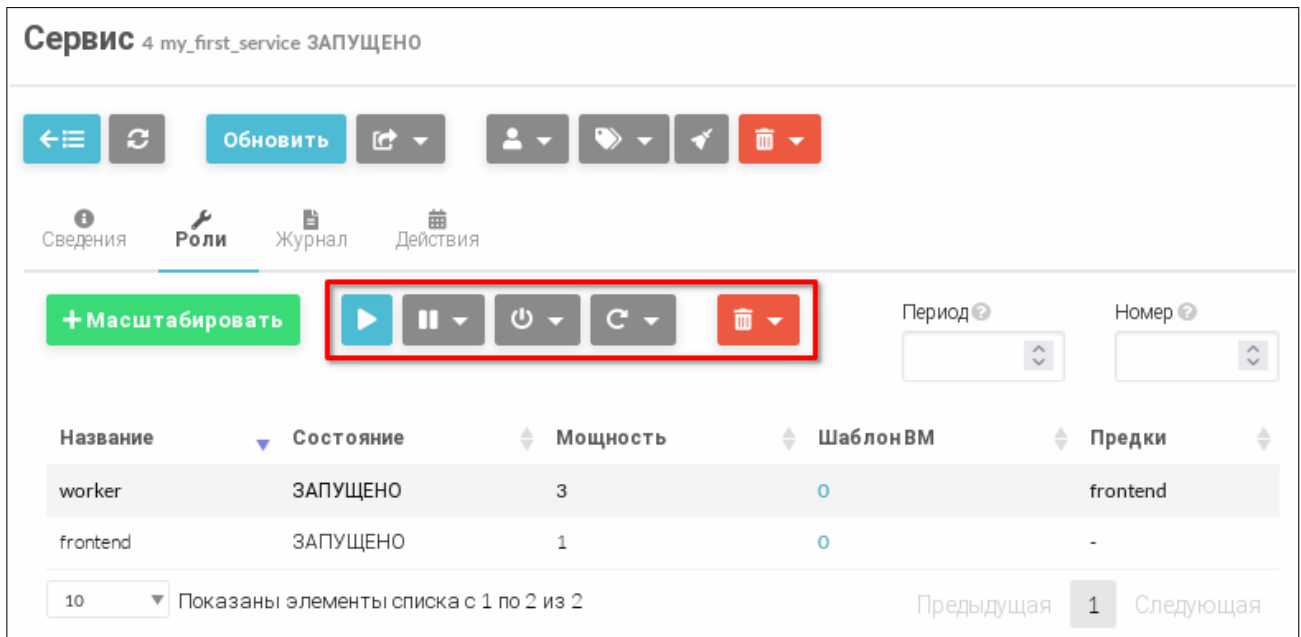 Сервис 4 my_first_service ЗАПУЩЕНО
Обновить
Сведения Роли Журнал Действия
+ Масштабировать
Период Номер
Название Состояние Мощность Шаблон ВМ Предки
worker ЗАПУЩЕНО 3 0 frontend
frontend ЗАПУЩЕНО 1 0 -
10 Показаны элементы списка с 1 по 2 из 2 Предыдущая 1 Следующая